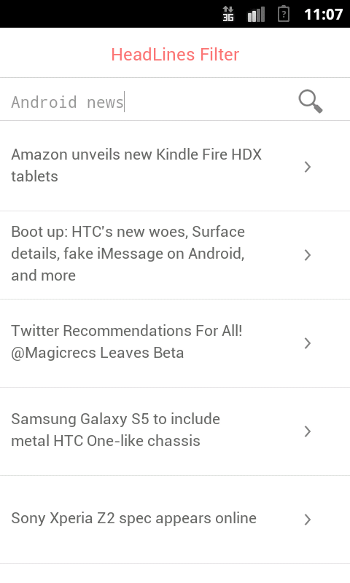 3G 11:07
HeadLines Filter
Android news
Amazon unveils new Kindle Fire HDX
tablets
Boot up: HTC's new woes, Surface
details, fake iMessage on Android,
and more
Twitter Recommendations For All!
@Magicrecs Leaves Beta
Samsung Galaxy S5 to include
metal HTC One-like chassis
Sony Xperia Z2 spec appears online